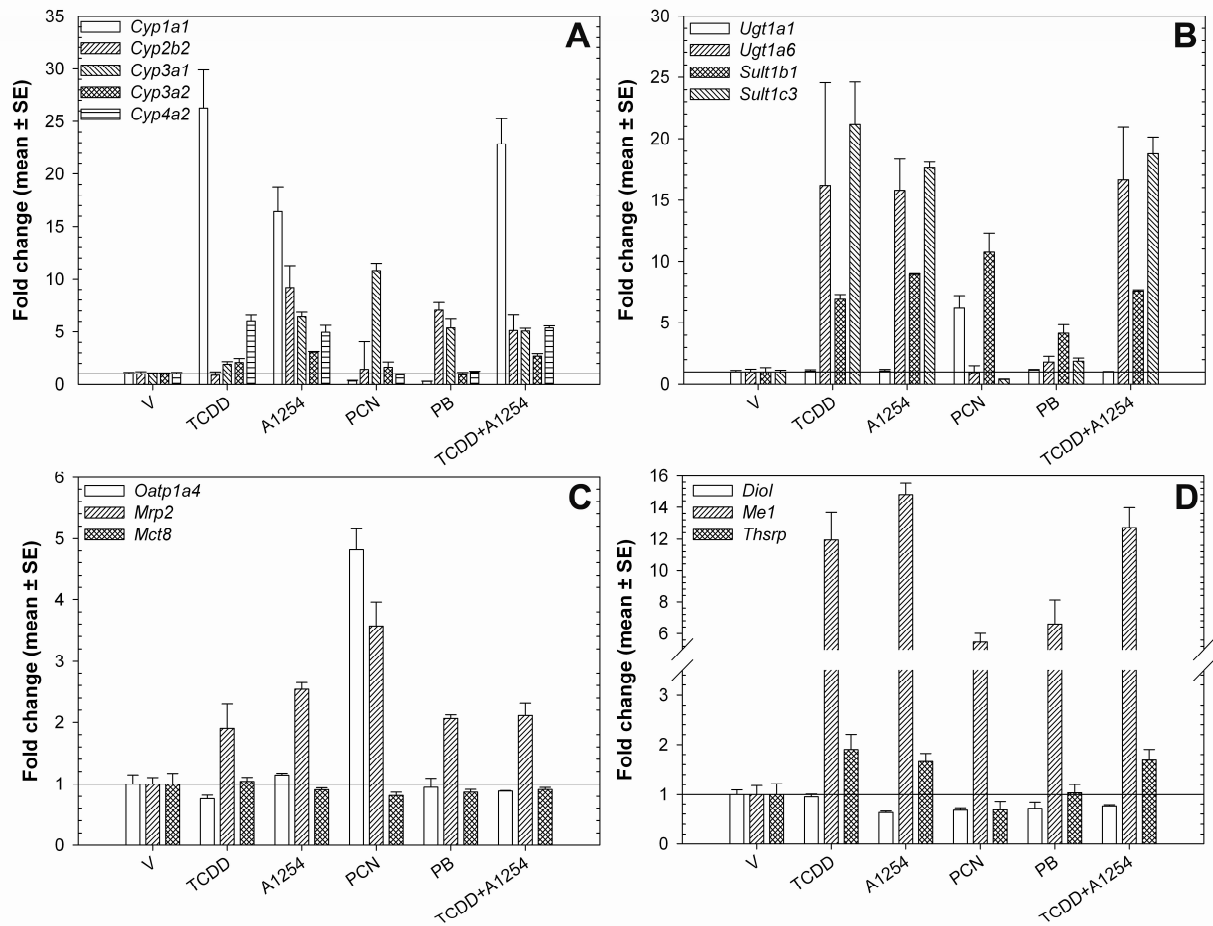 A
Cyp1a1
Cyp2b2
Cyp3a1
Cyp3a2
Cyp4a2
Fold change (mean ± SE)
35
30
25
20
15
10
5
0
V
TCDD
A1254
PCN
PB
TCDD+A1254
B
Ugt1a1
Ugt1a6
Sult1b1
Sult1c3
Fold change (mean ± SE)
30
25
20
15
10
5
0
V
TCDD
A1254
PCN
PB
TCDD+A1254
C
Oatp1a4
Mrp2
Mct8
Fold change (mean ± SE)
6
5
4
3
2
1
0
V
TCDD
A1254
PCN
PB
TCDD+A1254
D
DioI
Me1
Thsrp
Fold change (mean ± SE)
16
14
12
10
8
6
3
2
1
0
V
TCDD
A1254
PCN
PB
TCDD+A1254